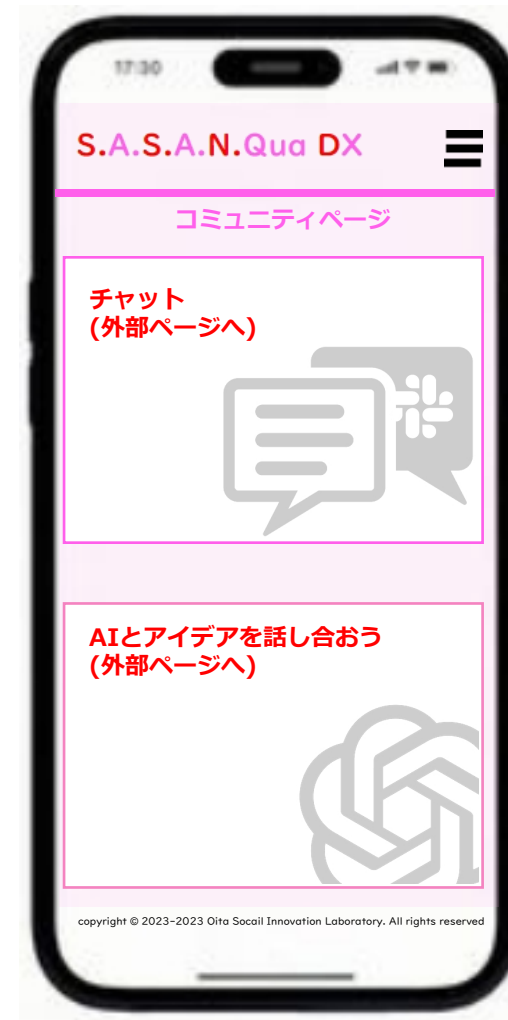 17:30
S.A.S.A.N.Qua DX
コミュニティページ
チャット
(外部ページへ)
AIとアイデアを話し合おう
(外部ページへ)
copyright © 2023-2023 Oita Socail Innovation Laboratory. All rights reserved